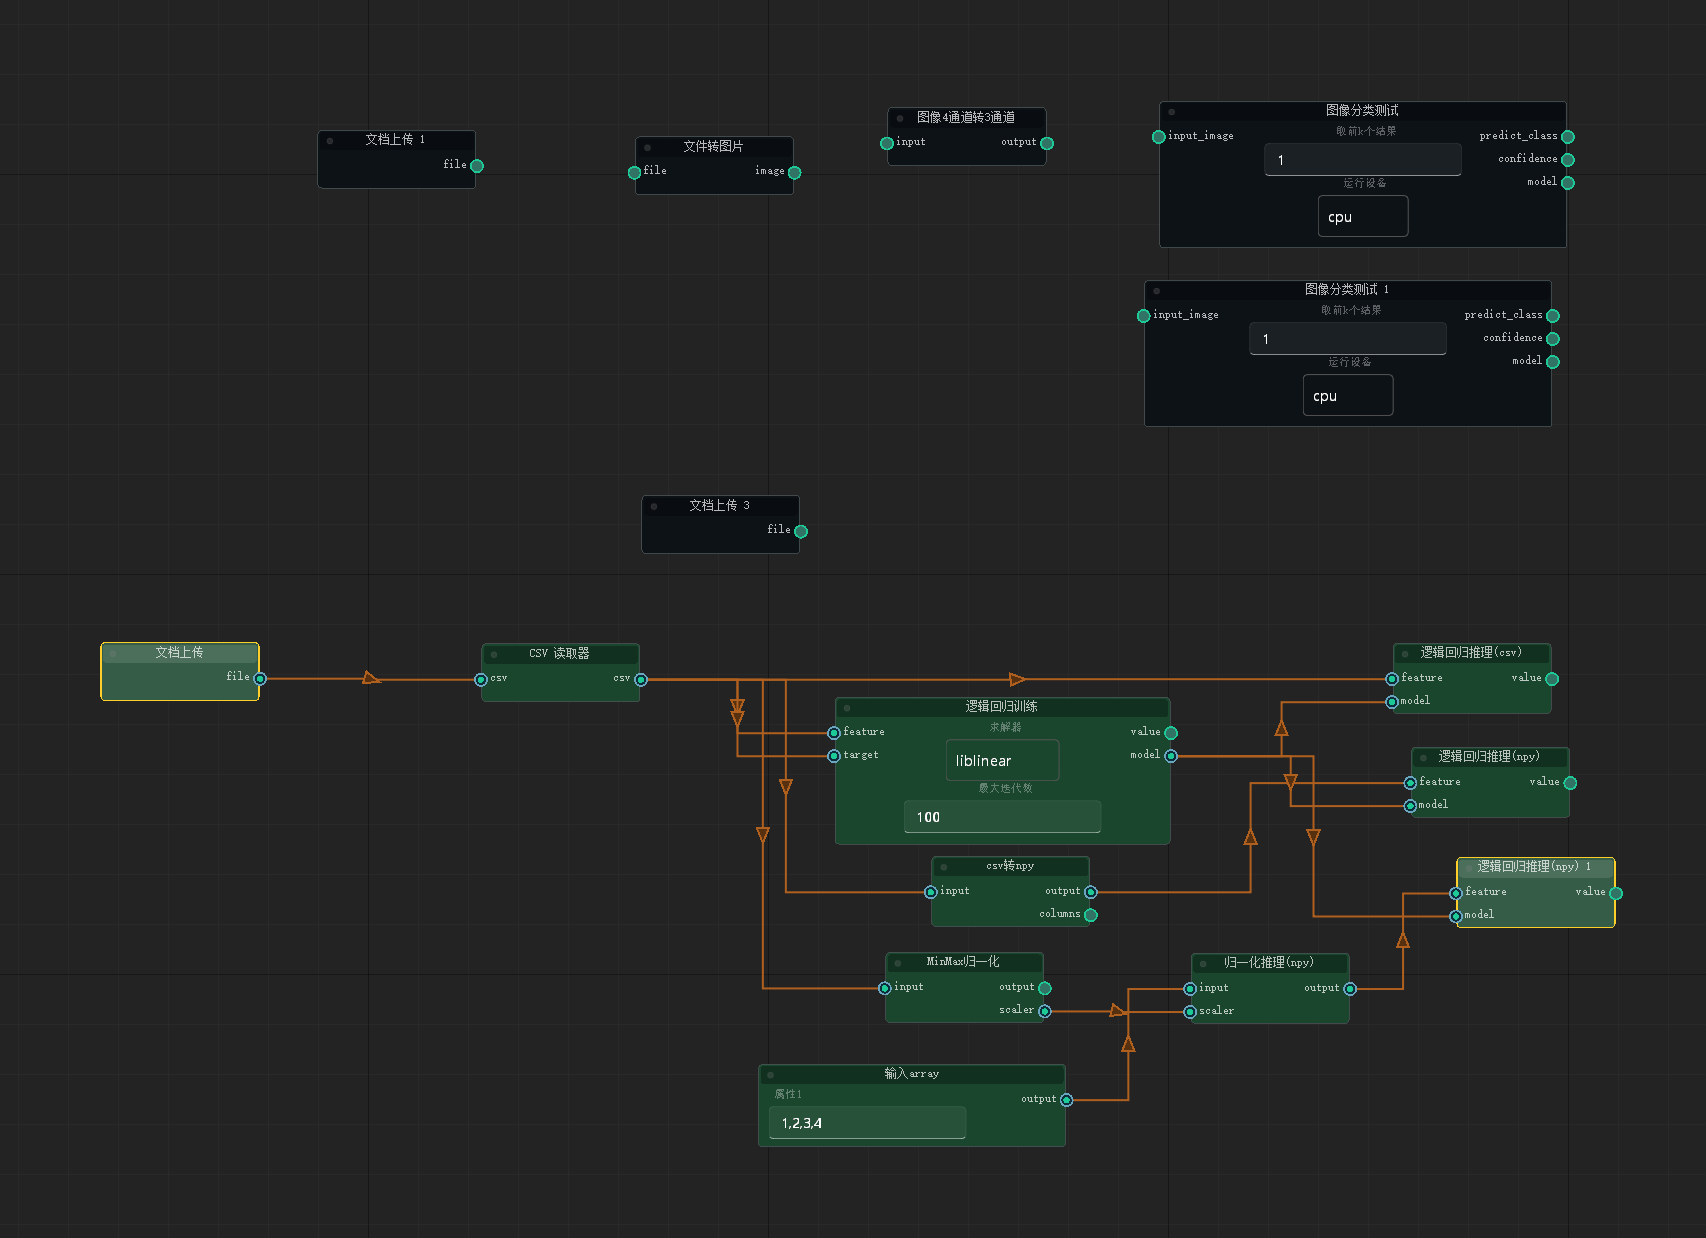 文档上传 1
file
文件转图片
file
image
图像4通道转3通道
input
output
图像分类测试
input_image
取前k个结果
1
运行设备
cpu
predict_class
confidence
model
图像分类测试 1
input_image
取前k个结果
1
运行设备
cpu
predict_class
confidence
model
文档上传 3
file
文档上传
file
CSV 读取器
csv
csv
逻辑回归训练
feature
target
求解器
liblinear
最大迭代数
100
value
model
逻辑回归推理(csv)
feature
model
value
逻辑回归推理(npy)
feature
model
value
csv转npy
input
output
columns
逻辑回归推理(npy) 1
feature
model
value
MinMax归一化
input
output
scaler
归一化推理(npy)
input
scaler
output
输入array
属性1
1,2,3,4
output